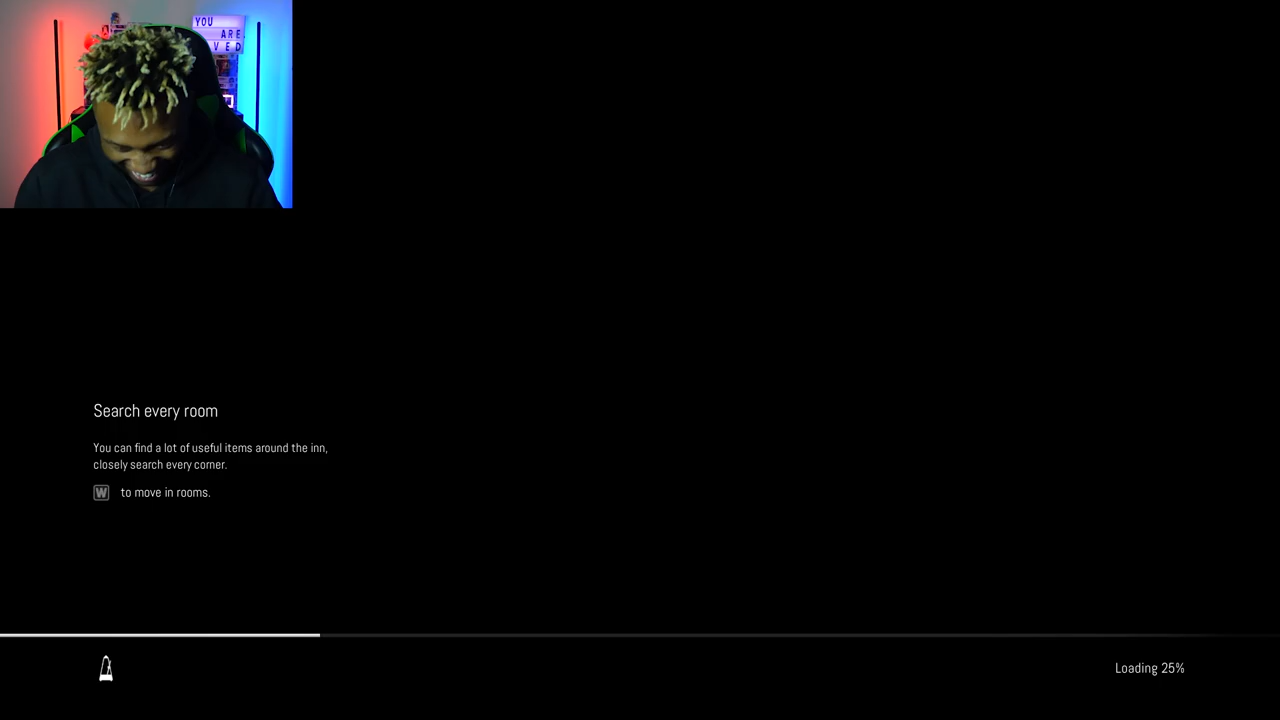 YOU
ARE
VED
Search every room
You can find a lot of useful items around the inn,
closely search every corner.
W to move in rooms.
Loading 25%